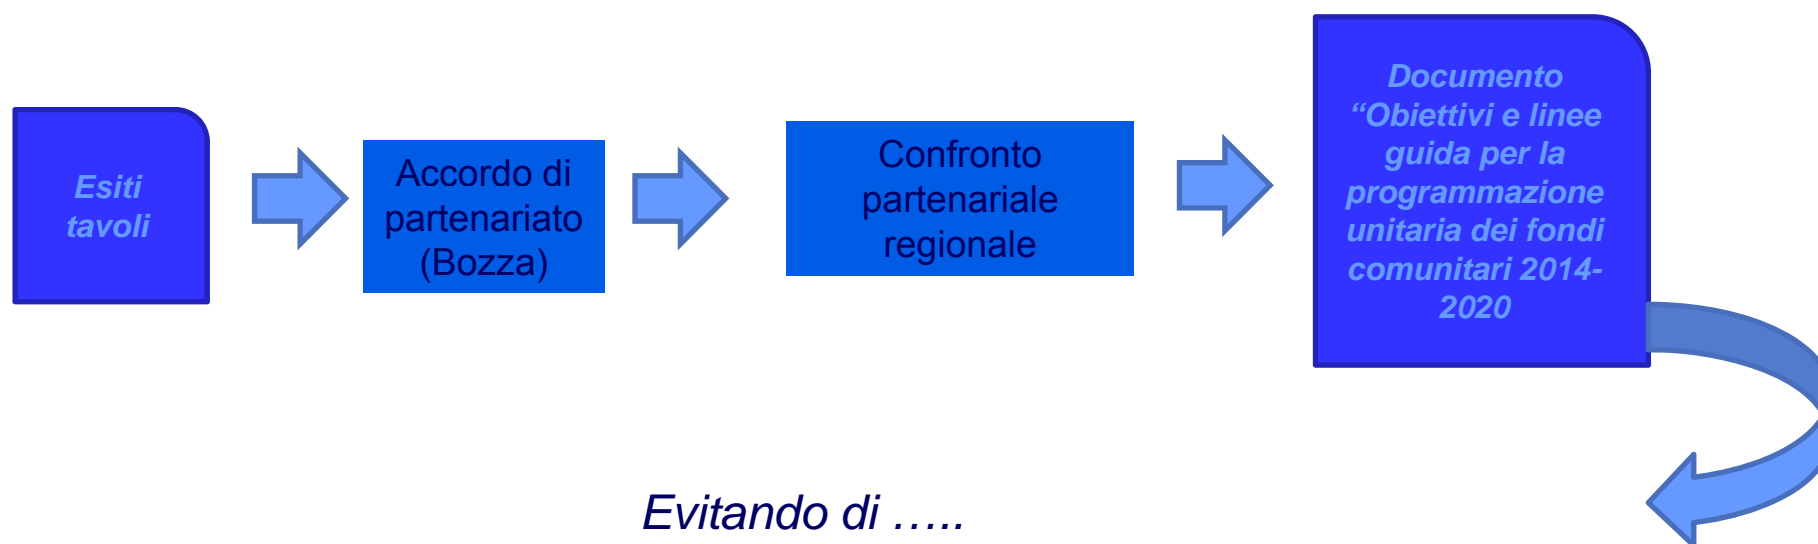 Esiti
tavoli
Accordo di
partenariato
(Bozza)
Confronto
partenariale
regionale
Documento
“Obiettivi e linee
guida per la
programmazione
unitaria dei fondi
comunitari 2014-
2020
Evitando di …..